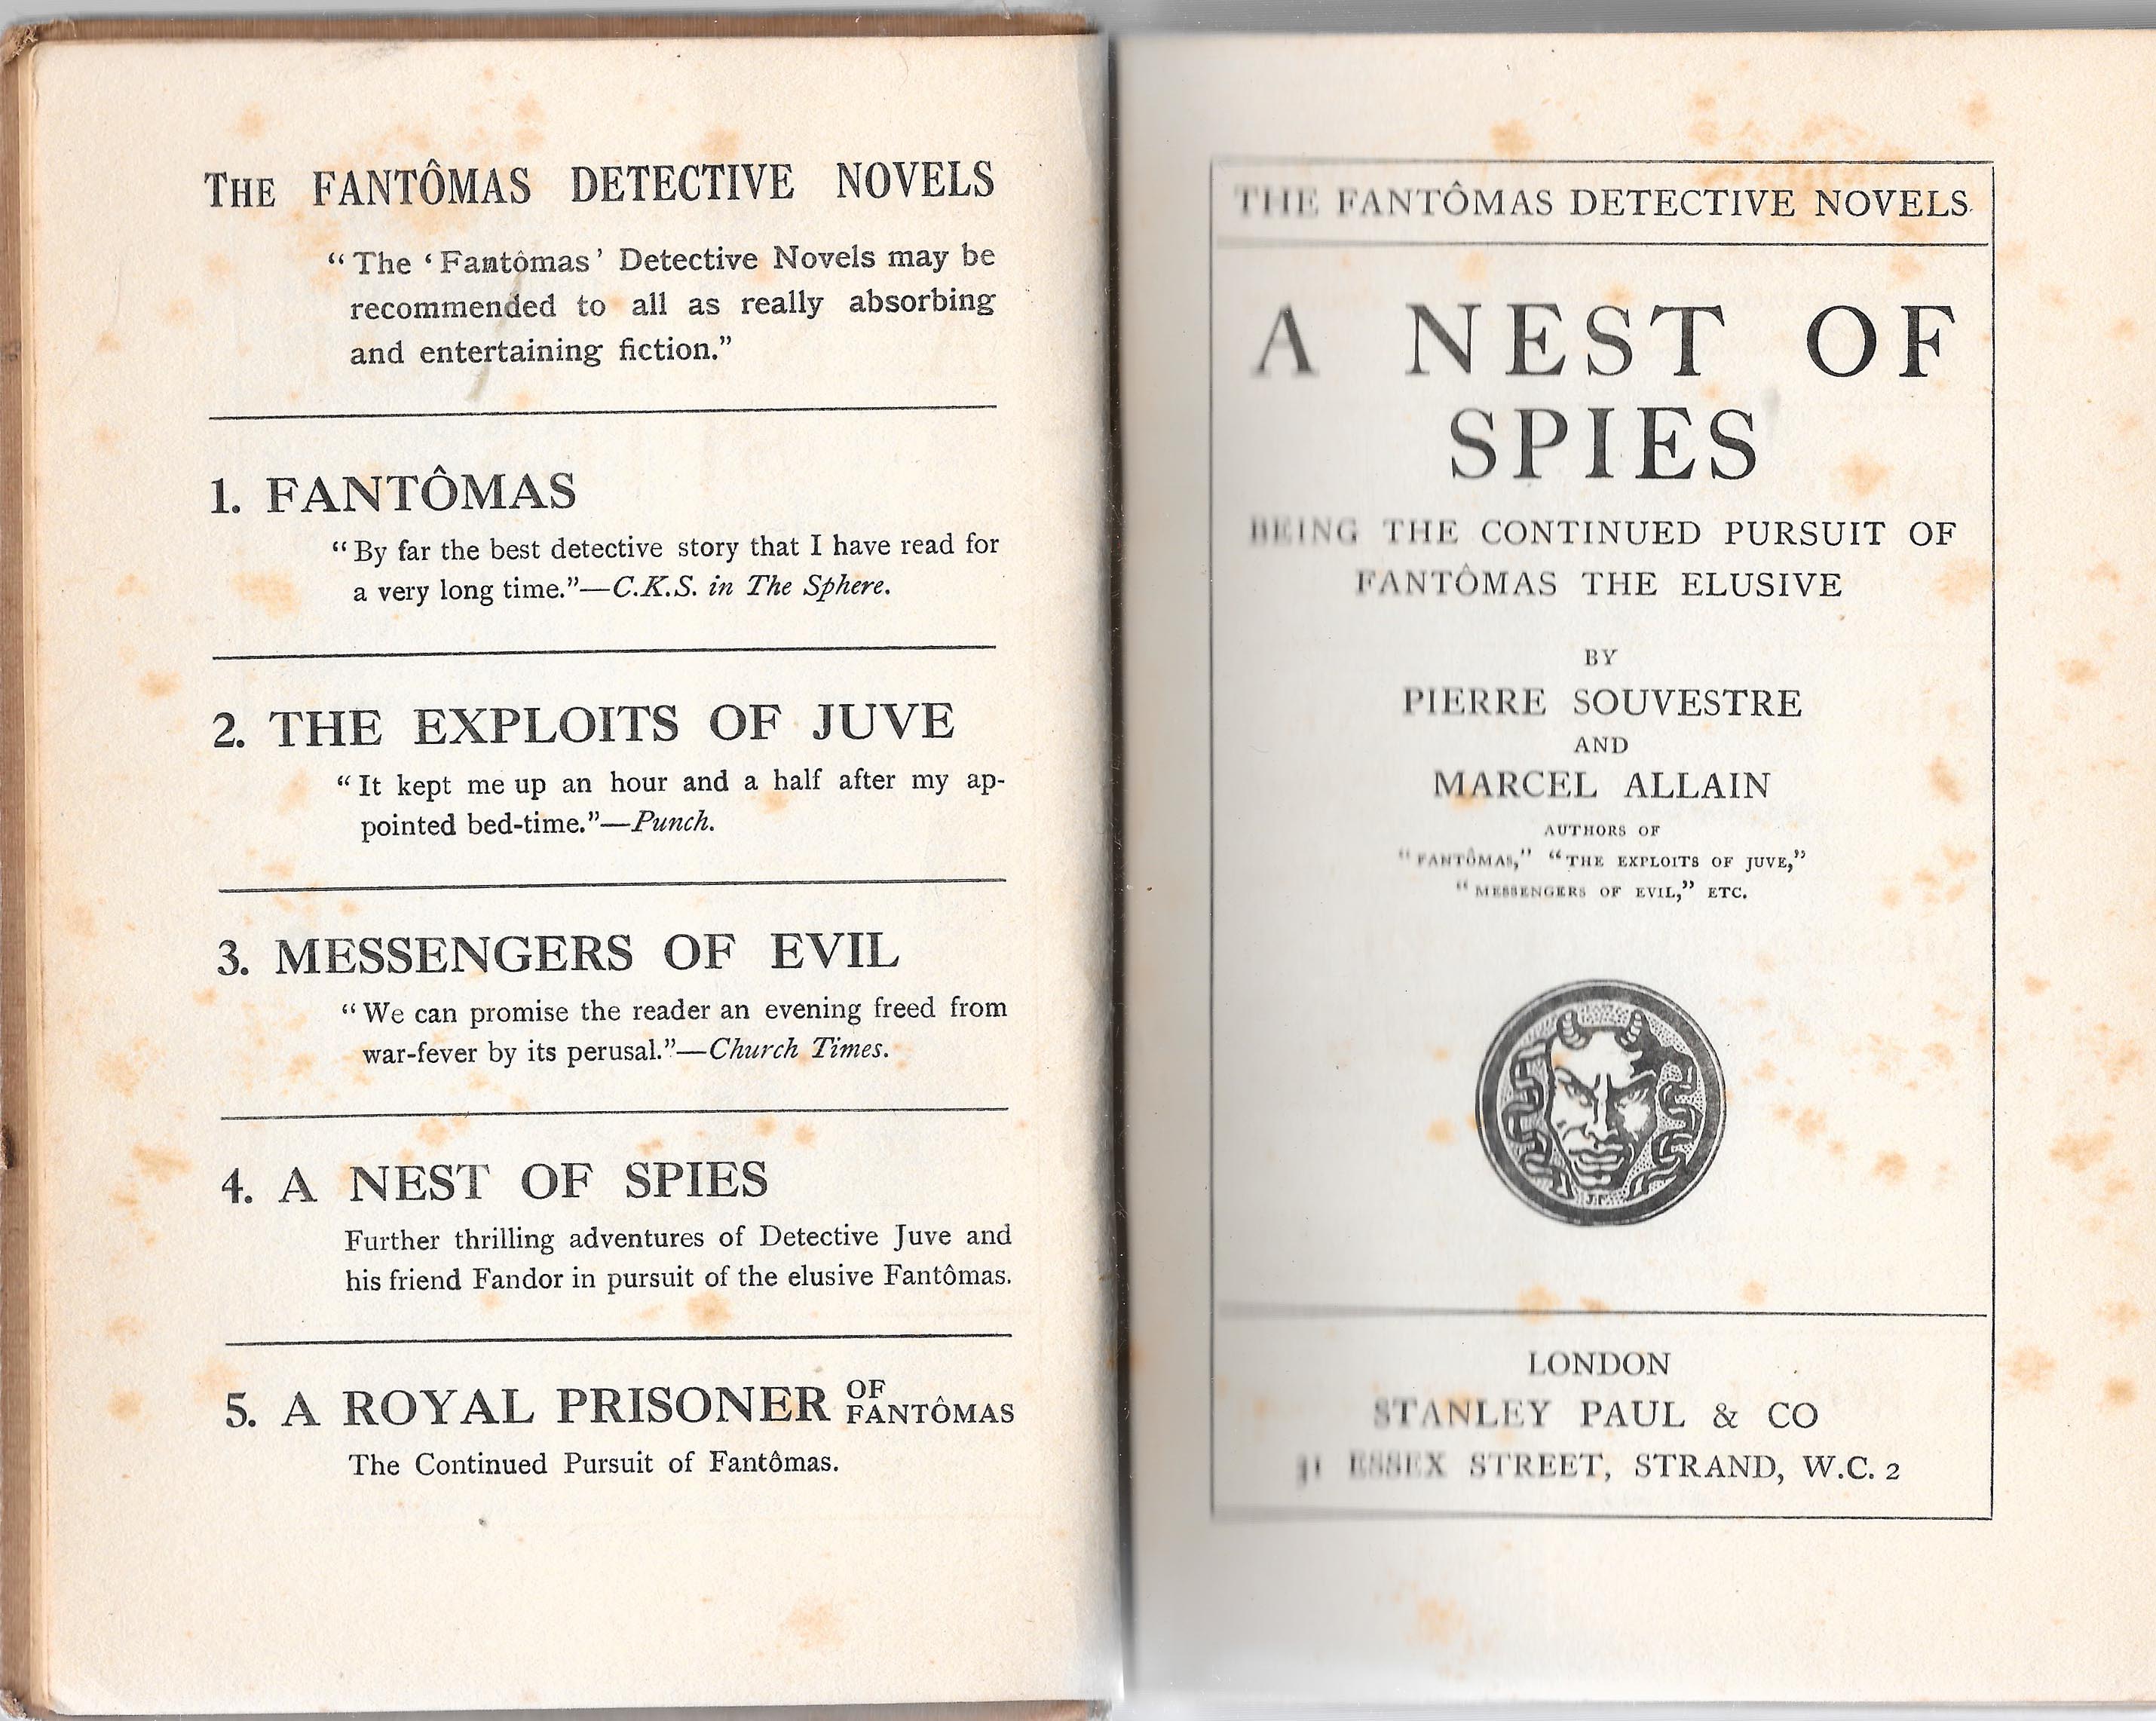 THE FANTÔMAS DETECTIVE NOVELS
“The ‘Fantômas’ Detective Novels may be
recommended to all as really absorbing
and entertaining fiction.”
1. FANTÔMAS
“By far the best detective story that I have read for
a very long time.”—C.K.S. in The Sphere.
2. THE EXPLOITS OF JUVE
“It kept me up an hour and a half after my ap-
pointed bed-time.”—Punch.
3. MESSENGERS OF EVIL
“We can promise the reader an evening freed from
war-fever by its perusal.”—Church Times.
4. A NEST OF SPIES
Further thrilling adventures of Detective Juve and
his friend Fandor in pursuit of the elusive Fantômas.
5. A ROYAL PRISONER OF FANTÔMAS
The Continued Pursuit of Fantômas.
THE FANTÔMAS DETECTIVE NOVELS
A NEST OF
SPIES
BEING THE CONTINUED PURSUIT OF
FANTÔMAS THE ELUSIVE
BY
PIERRE SOUVESTRE
AND
MARCEL ALLAIN
AUTHORS OF
“FANTÔMAS,” “THE EXPLOITS OF JUVE,”
“MESSENGERS OF EVIL,” ETC.
LONDON
STANLEY PAUL & CO
31 ESSEX STREET, STRAND, W.C. 2